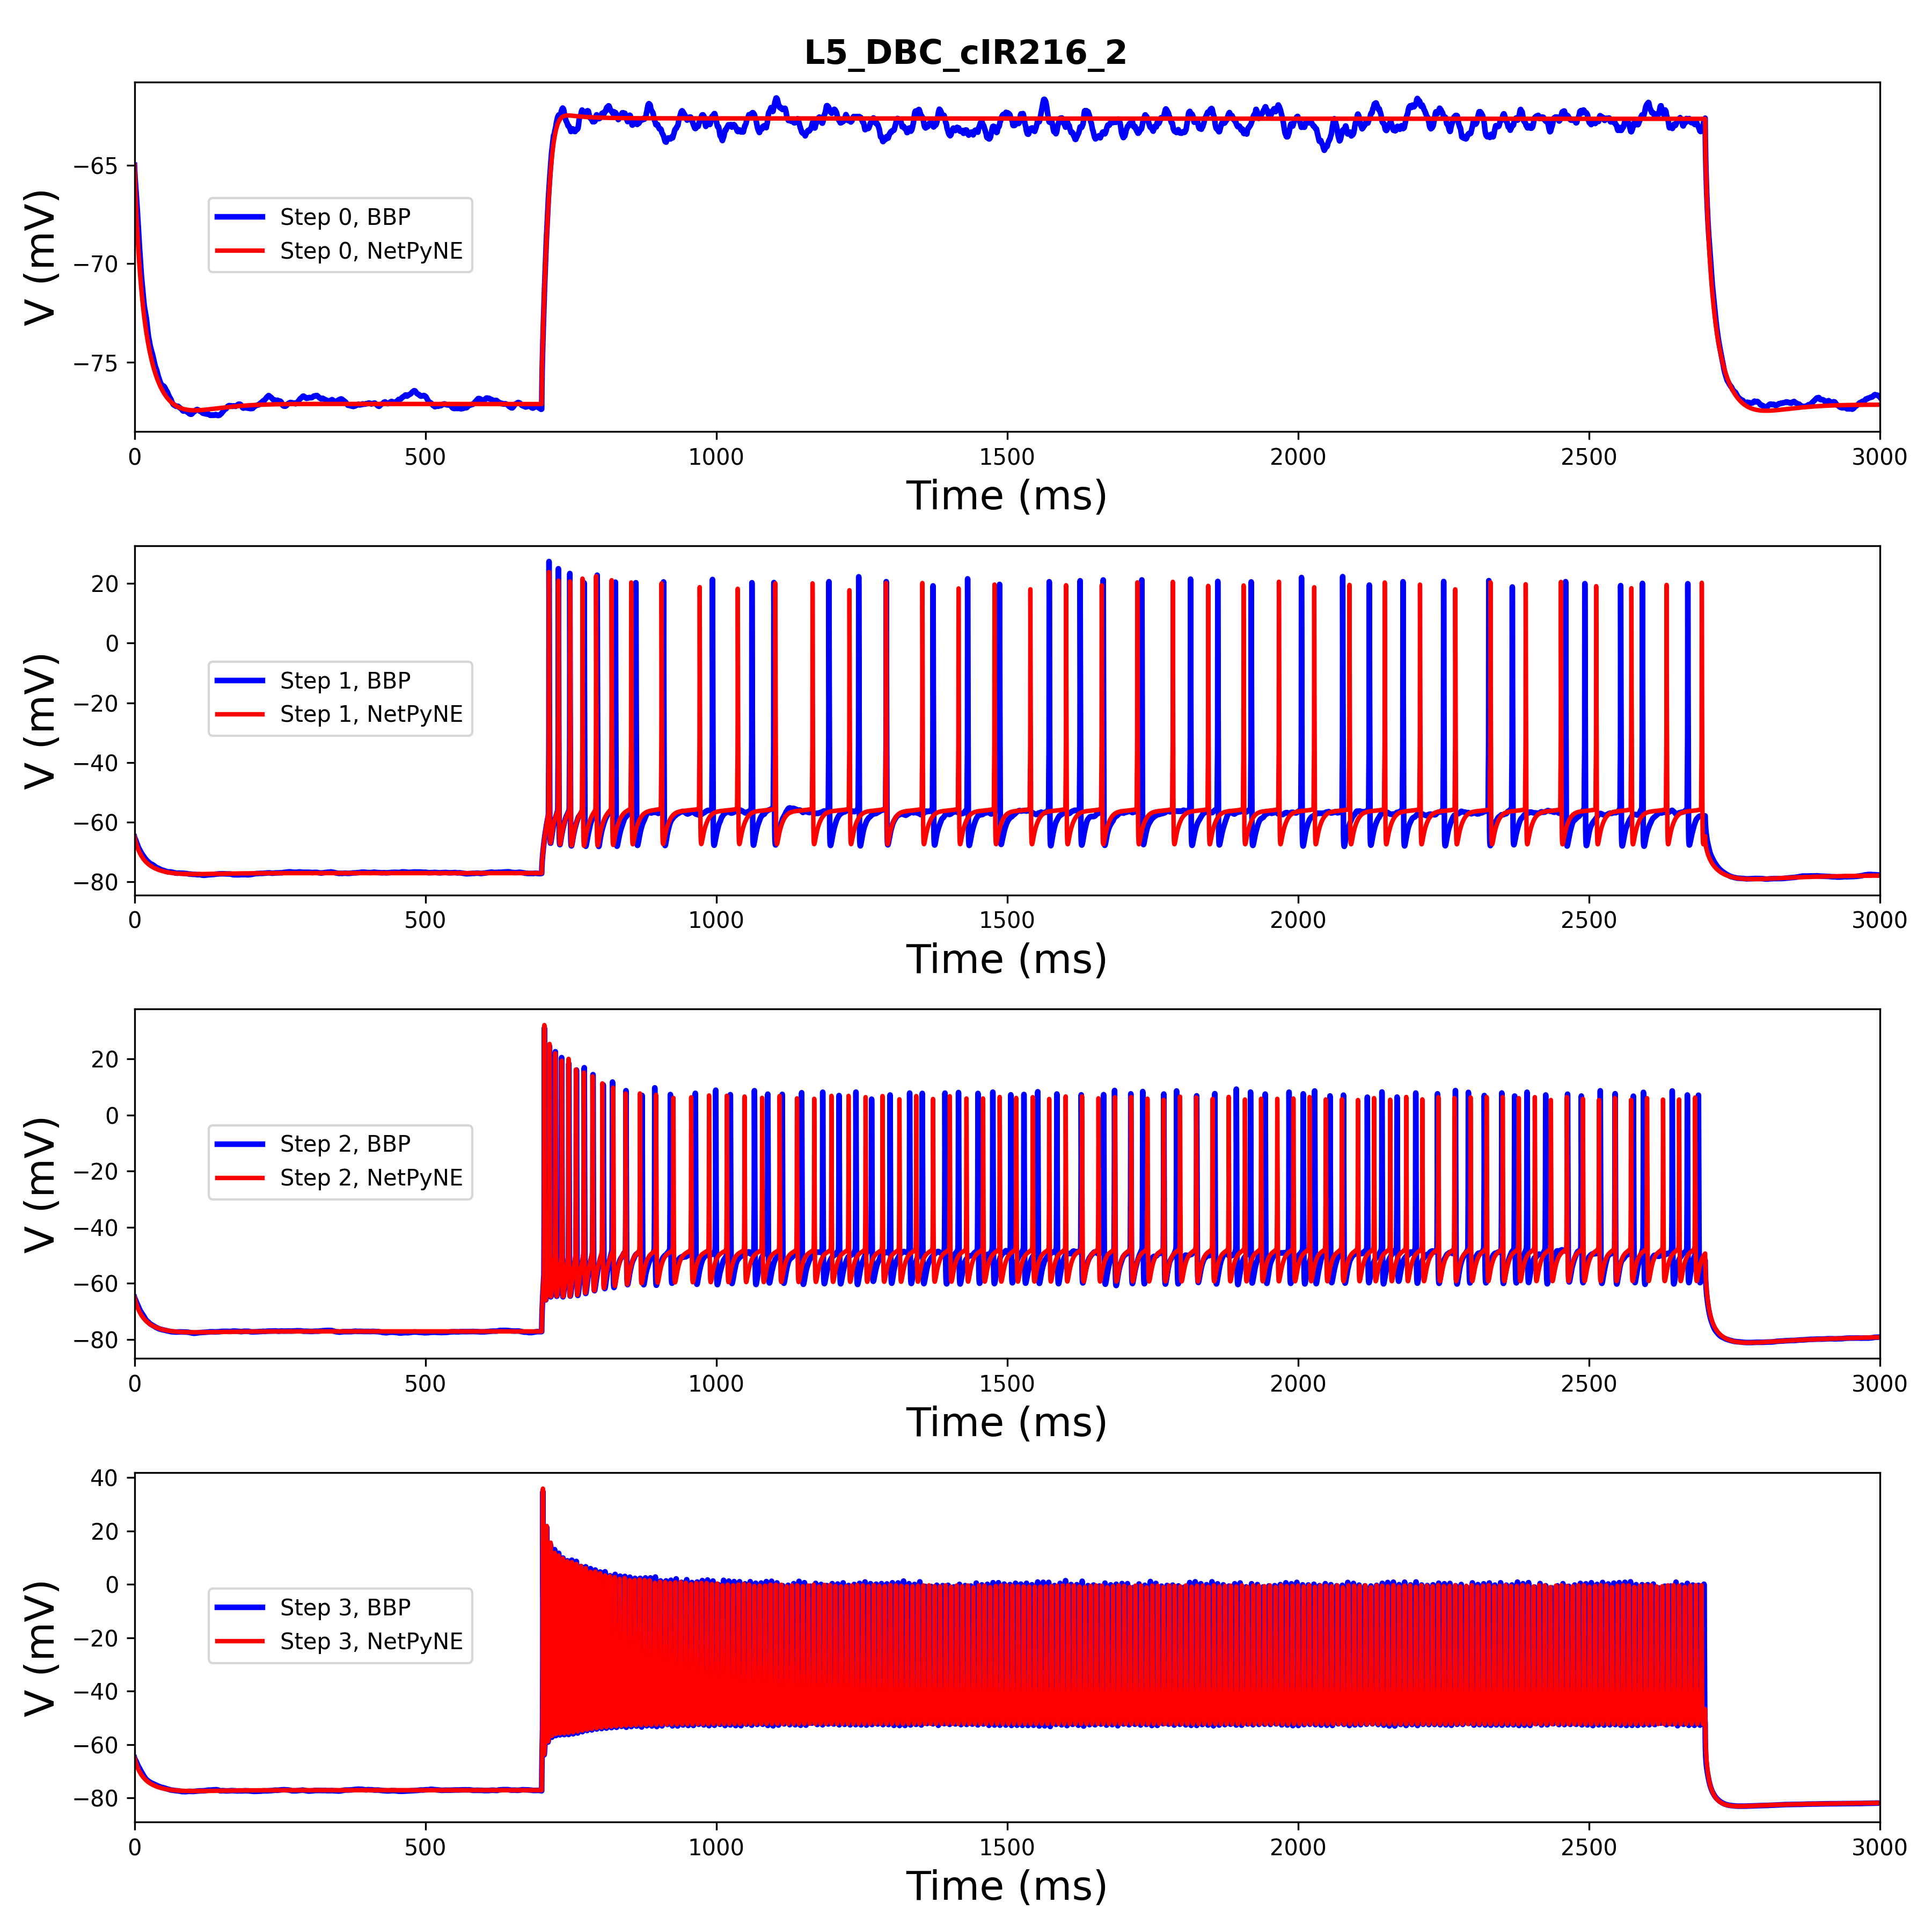 L5_DBC_cIR216_2
−65
−70
−75
V (mV)
Step 0, BBP
Step 0, NetPyNE
0 500 1000 1500 2000 2500 3000
Time (ms)
20
0
−20
−40
−60
−80
V (mV)
Step 1, BBP
Step 1, NetPyNE
0 500 1000 1500 2000 2500 3000
Time (ms)
20
0
−20
−40
−60
−80
V (mV)
Step 2, BBP
Step 2, NetPyNE
0 500 1000 1500 2000 2500 3000
Time (ms)
40
20
0
−20
−40
−60
−80
V (mV)
Step 3, BBP
Step 3, NetPyNE
0 500 1000 1500 2000 2500 3000
Time (ms)